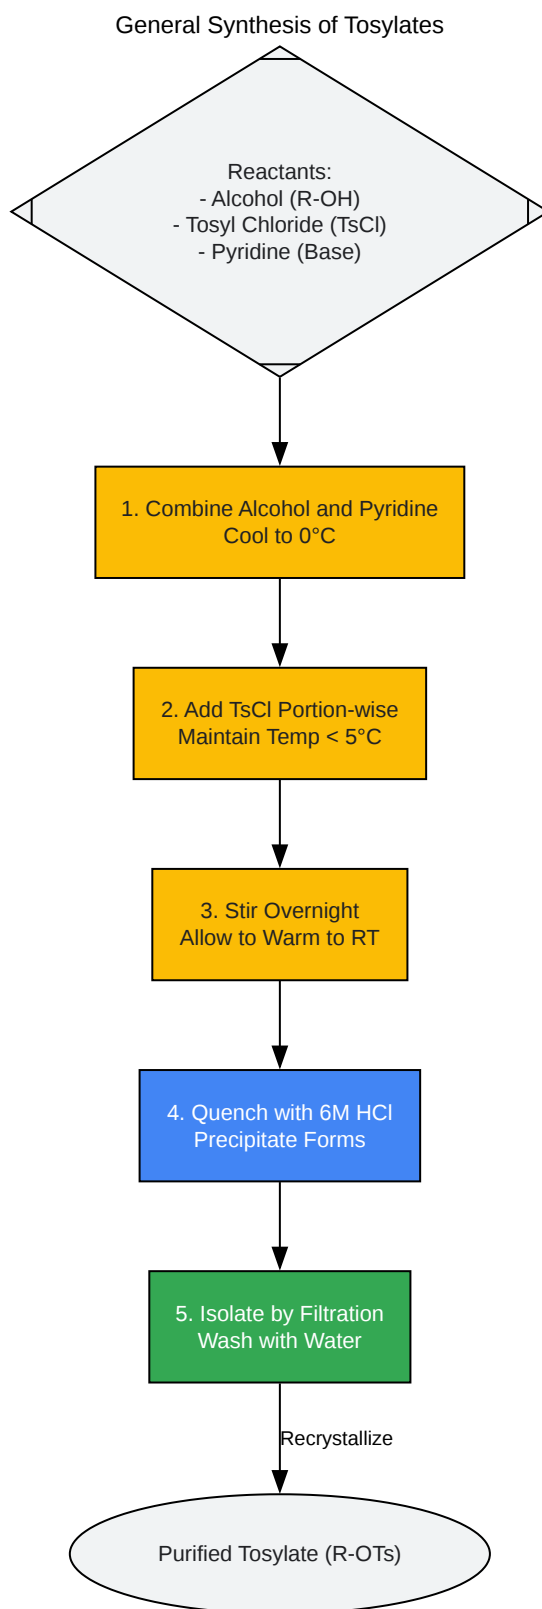 General Synthesis of Tosylates
Reactants:
- Alcohol (R-OH)
- Tosyl Chloride (TsCl)
- Pyridine (Base)
1. Combine Alcohol and Pyridine
Cool to 0°C
2. Add TsCl Portion-wise
Maintain Temp < 5°C
3. Stir Overnight
Allow to Warm to RT
4. Quench with 6M HCl
Precipitate Forms
5. Isolate by Filtration
Wash with Water
Recrystallize
Purified Tosylate (R-OTs)